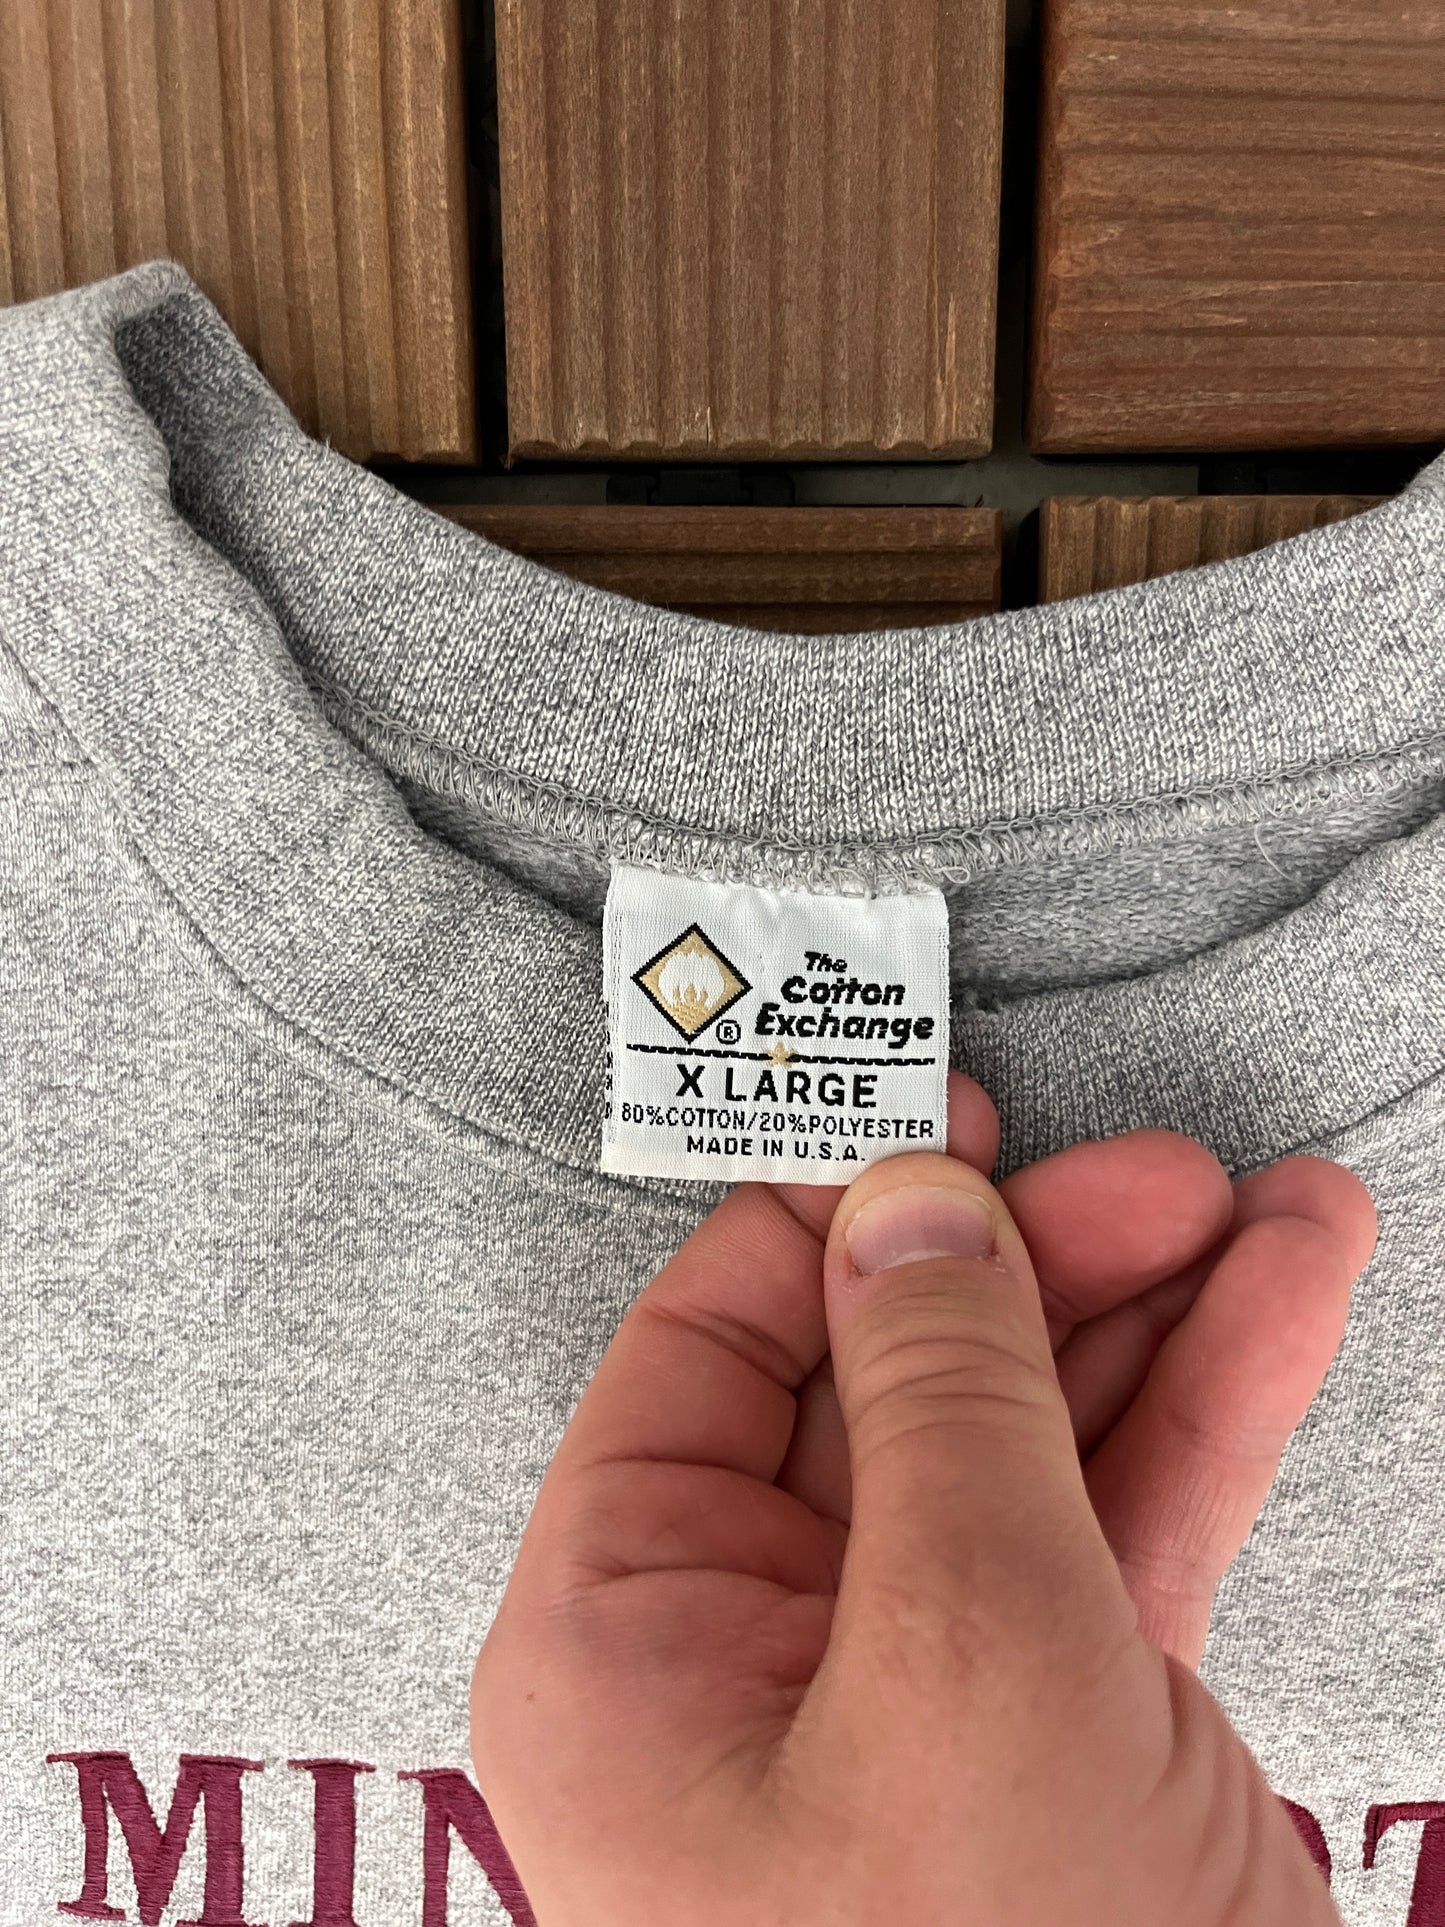 The
Cotton
Exchange
®
X LARGE
80%COTTON/20%POLYESTER
MADE IN U.S.A.